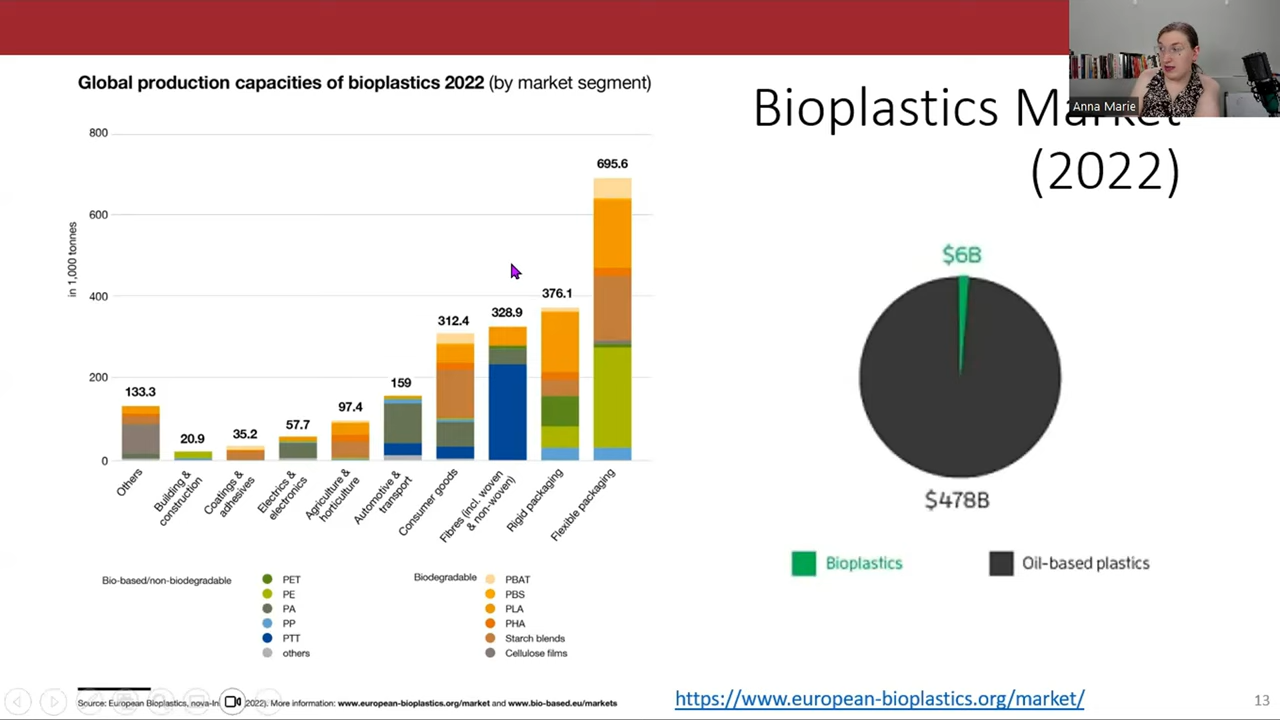 Global production capacities of bioplastics 2022 (by market segment)
in 1,000 tonnes
800
600
400
200
0
133.3
20.9
35.2
57.7
97.4
159
312.4
328.9
376.1
695.6
Others
Building &
construction
Coatings &
adhesives
Electrics &
electronics
Agriculture &
horticulture
Automotive &
transport
Consumer goods
Fibres (incl. woven
& non-woven)
Rigid packaging
Flexible packaging
Bio-based/non-biodegradable
PET
PE
PA
PP
PTT
others
Biodegradable
PBAT
PBS
PLA
PHA
Starch blends
Cellulose films
Source: European Bioplastics, nova-In 2022). More information: www.european-bioplastics.org/market and www.bio-based.eu/markets
Anna Marie
Bioplastics Market
(2022)
$6B
$478B
Bioplastics
Oil-based plastics
https://www.european-bioplastics.org/market/
13